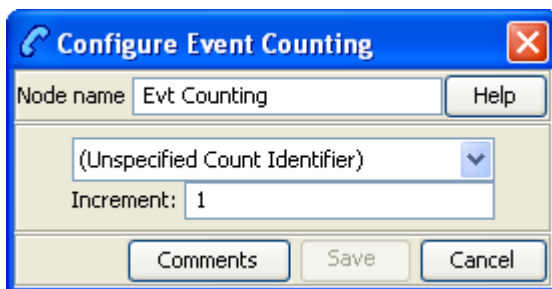 Configure Event Counting
Node name Evt Counting Help
(Unspecified Count Identifier)
Increment: 1
Comments Save Cancel